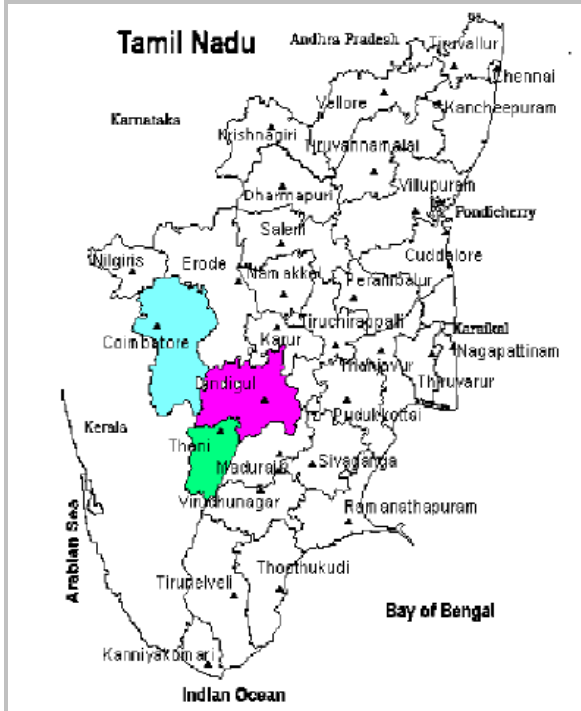 Tamil Nadu
Andhra Pradesh
Tiruvallur
Chennai
Vellore
Kancheepuram
Karnataka
Krishnagiri
Tiruvannamalai
Villupuram
Dharmapuri
Pondicherry
Salem
Cuddalore
Nilgiris
Erode
Namakkal
Perambalur
Tiruchirappalli
Karaikal
Coimbatore
Karur
Thanjavur
Nagapattinam
Thiruvarur
Dindigul
Pudukkottai
Kerala
Theni
Madurai
Sivaganga
Virudhunagar
Ramanathapuram
Arabian Sea
Tirunelveli
Thoothukudi
Bay of Bengal
Kanniyakomari
Indian Ocean